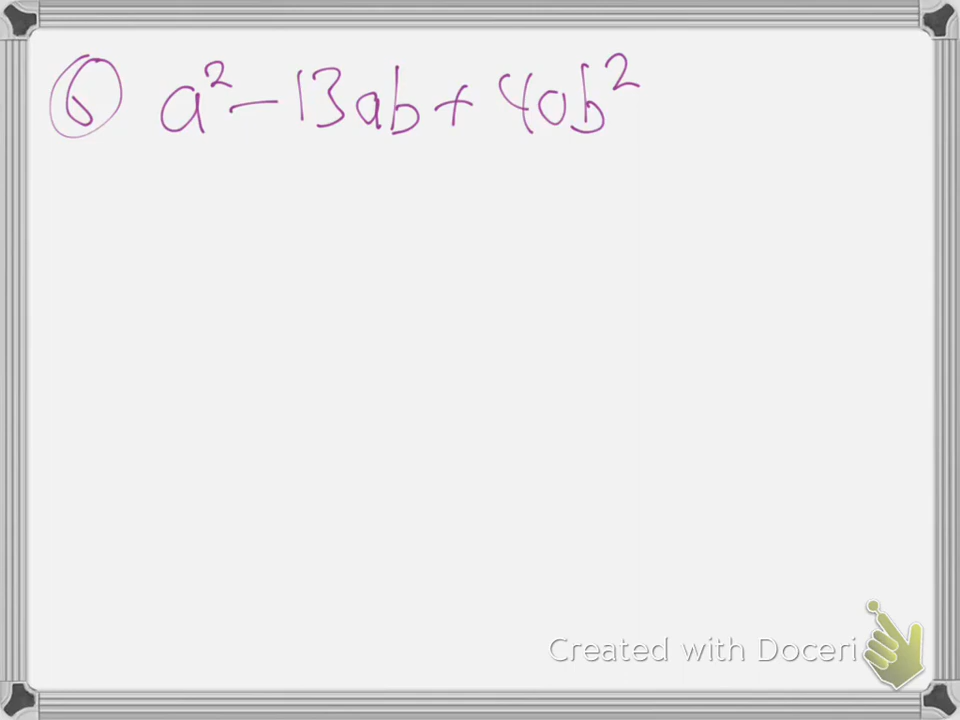 ⑥ a² - 13ab + 40b²
Created with Doceri